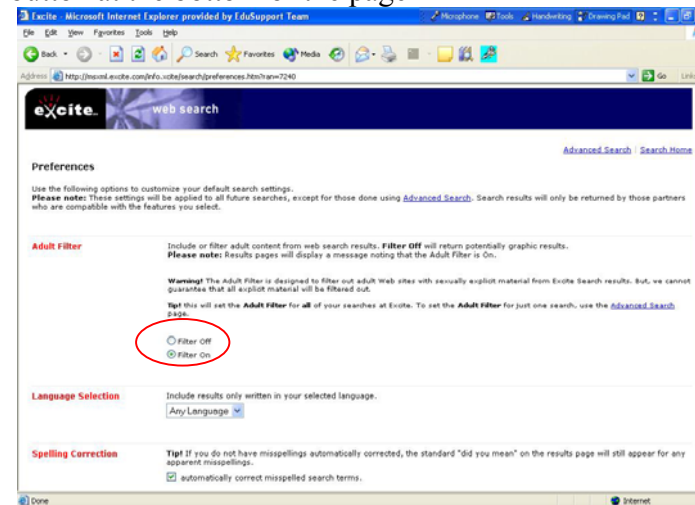 button at the bottom of the page
Excite - Microsoft Internet Explorer provided by EduSupport Team
Microphone Tools Handwriting Drawing Pad
File Edit View Favorites Tools Help
Back Search Favorites Media
Address http://msxml.excite.com/info.xcite/search/preferences.htm?ran=7240 Go Links
excite web search
Advanced Search | Search Home
Preferences
Use the following options to customize your default search settings.
Please note: These settings will be applied to all future searches, except for those done using Advanced Search. Search results will only be returned by those partners
who are compatible with the features you select.
Adult Filter
Include or filter adult content from web search results. Filter Off will return potentially graphic results.
Please note: Results pages will display a message noting that the Adult Filter is On.
Warning! The Adult Filter is designed to filter out adult Web sites with sexually explicit material from Excite Search results. But, we cannot
guarantee that all explicit material will be filtered out.
Tip! this will set the Adult Filter for all of your searches at Excite. To set the Adult Filter for just one search, use the Advanced Search
page.
Filter Off
Filter On
Language Selection
Include results only written in your selected language.
Any Language
Spelling Correction
Tip! If you do not have misspellings automatically corrected, the standard "did you mean" on the results page will still appear for any
apparent misspellings.
automatically correct misspelled search terms.
Done Internet